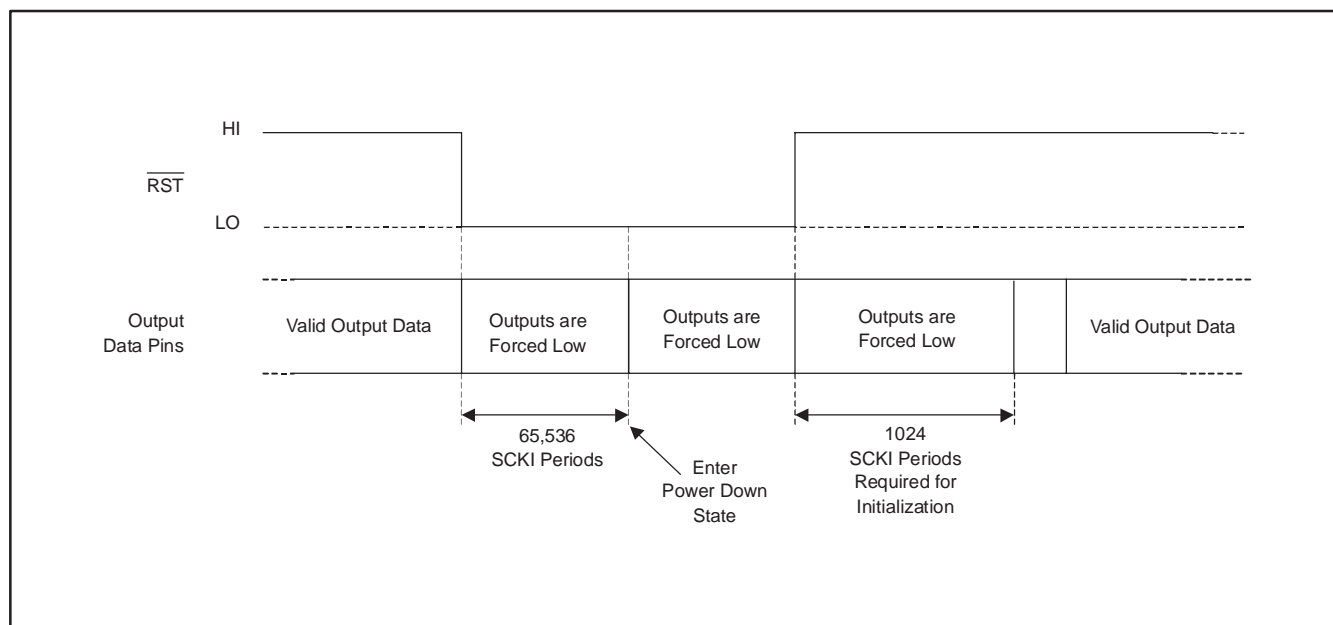 HI
RST
LO
Output
Data Pins
Valid Output Data
Outputs are
Forced Low
Outputs are
Forced Low
Outputs are
Forced Low
Valid Output Data
65,536
SCKI Periods
Enter
Power Down
State
1024
SCKI Periods
Required for
Initialization